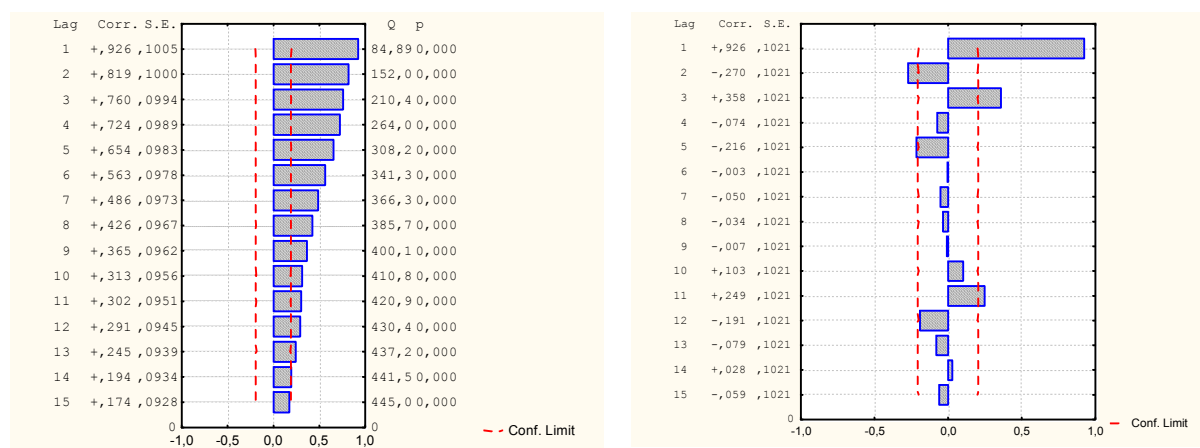 Lag Corr. S.E. Q p
1 +,926 ,1005 84,89 0,000
2 +,819 ,1000 152,0 0,000
3 +,760 ,0994 210,4 0,000
4 +,724 ,0989 264,0 0,000
5 +,654 ,0983 308,2 0,000
6 +,563 ,0978 341,3 0,000
7 +,486 ,0973 366,3 0,000
8 +,426 ,0967 385,7 0,000
9 +,365 ,0962 400,1 0,000
10 +,313 ,0956 410,8 0,000
11 +,302 ,0951 420,9 0,000
12 +,291 ,0945 430,4 0,000
13 +,245 ,0939 437,2 0,000
14 +,194 ,0934 441,5 0,000
15 +,174 ,0928 445,0 0,000
0 0
-1,0 -0,5 0,0 0,5 1,0
Conf. Limit
Lag Corr. S.E.
1 +,926 ,1021
2 -,270 ,1021
3 +,358 ,1021
4 -,074 ,1021
5 -,216 ,1021
6 -,003 ,1021
7 -,050 ,1021
8 -,034 ,1021
9 -,007 ,1021
10 +,103 ,1021
11 +,249 ,1021
12 -,191 ,1021
13 -,079 ,1021
14 +,028 ,1021
15 -,059 ,1021
0
-1,0 -0,5 0,0 0,5 1,0
Conf. Limit